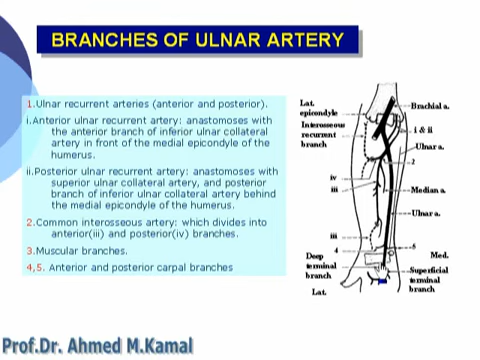 BRANCHES OF ULNAR ARTERY
1.Ulnar recurrent arteries (anterior and posterior).
i.Anterior ulnar recurrent artery: anastomoses with
the anterior branch of inferior ulnar collateral
artery in front of the medial epicondyle of the
humerus.
ii.Posterior ulnar recurrent artery: anastomoses with
superior ulnar collateral artery, and posterior
branch of inferior ulnar collateral artery behind
the medial epicondyle of the humerus.
2.Common interosseous artery: which divides into
anterior(iii) and posterior(iv) branches.
3.Muscular branches.
4,5. Anterior and posterior carpal branches
Lat.
epicondyle
Interosseous
recurrent
branch
Brachial a.
i & ii
Ulnar a.
2
iv
iii
Median a.
Ulnar a.
iii
4
5
Deep
terminal
branch
Med.
Superficial
terminal
branch
Lat.
Prof.Dr. Ahmed M.Kamal